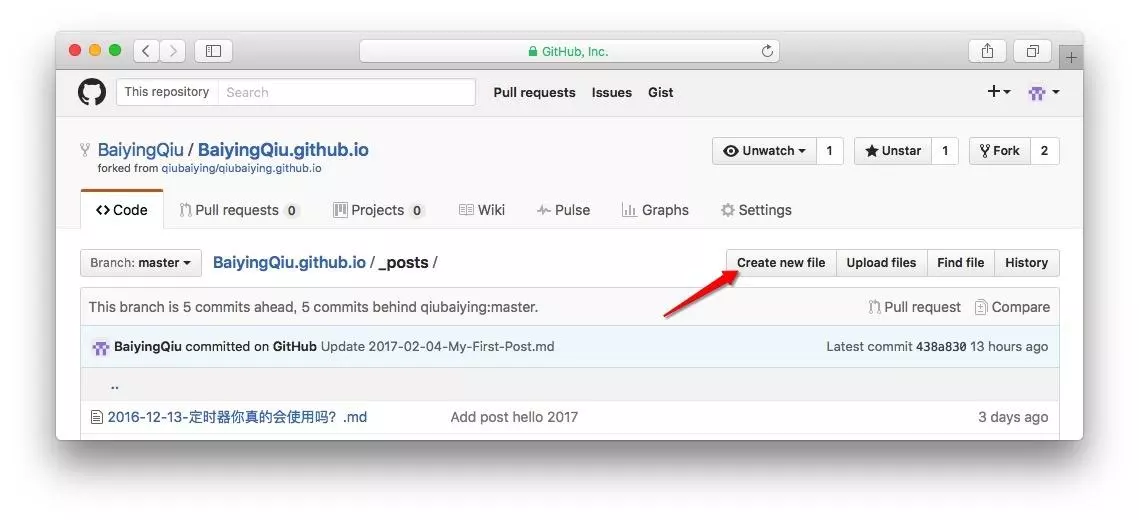 GitHub, Inc.
This repository Search Pull requests Issues Gist
BaiyingQiu / BaiyingQiu.github.io Unwatch 1 Unstar 1 Fork 2
forked from qiubaiying/qiubaiying.github.io
Code Pull requests 0 Projects 0 Wiki Pulse Graphs Settings
Branch: master BaiyingQiu.github.io / _posts / Create new file Upload files Find file History
This branch is 5 commits ahead, 5 commits behind qiubaiying:master. Pull request Compare
BaiyingQiu committed on GitHub Update 2017-02-04-My-First-Post.md Latest commit 438a830 13 hours ago
..
2016-12-13-定时器你真的会使用吗？.md Add post hello 2017 3 days ago